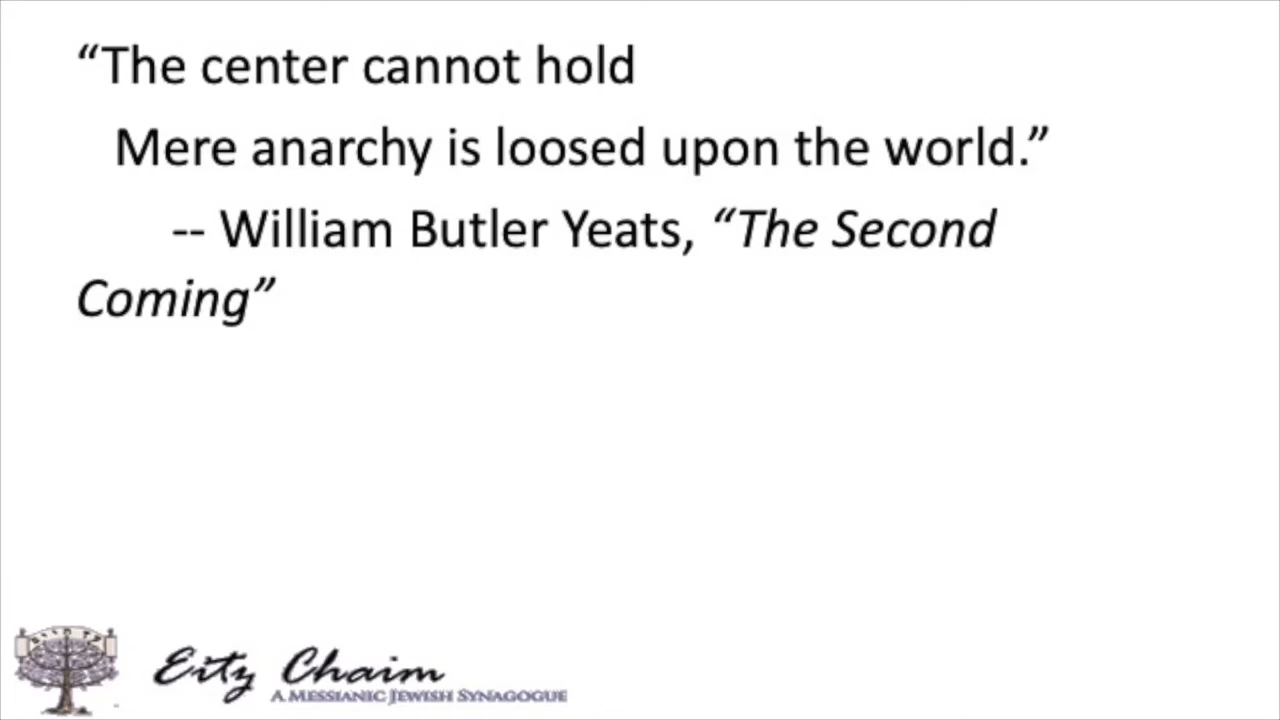 “The center cannot hold
Mere anarchy is loosed upon the world.”
-- William Butler Yeats, “The Second
Coming”
Eitz Chaim
A Messianic Jewish Synagogue